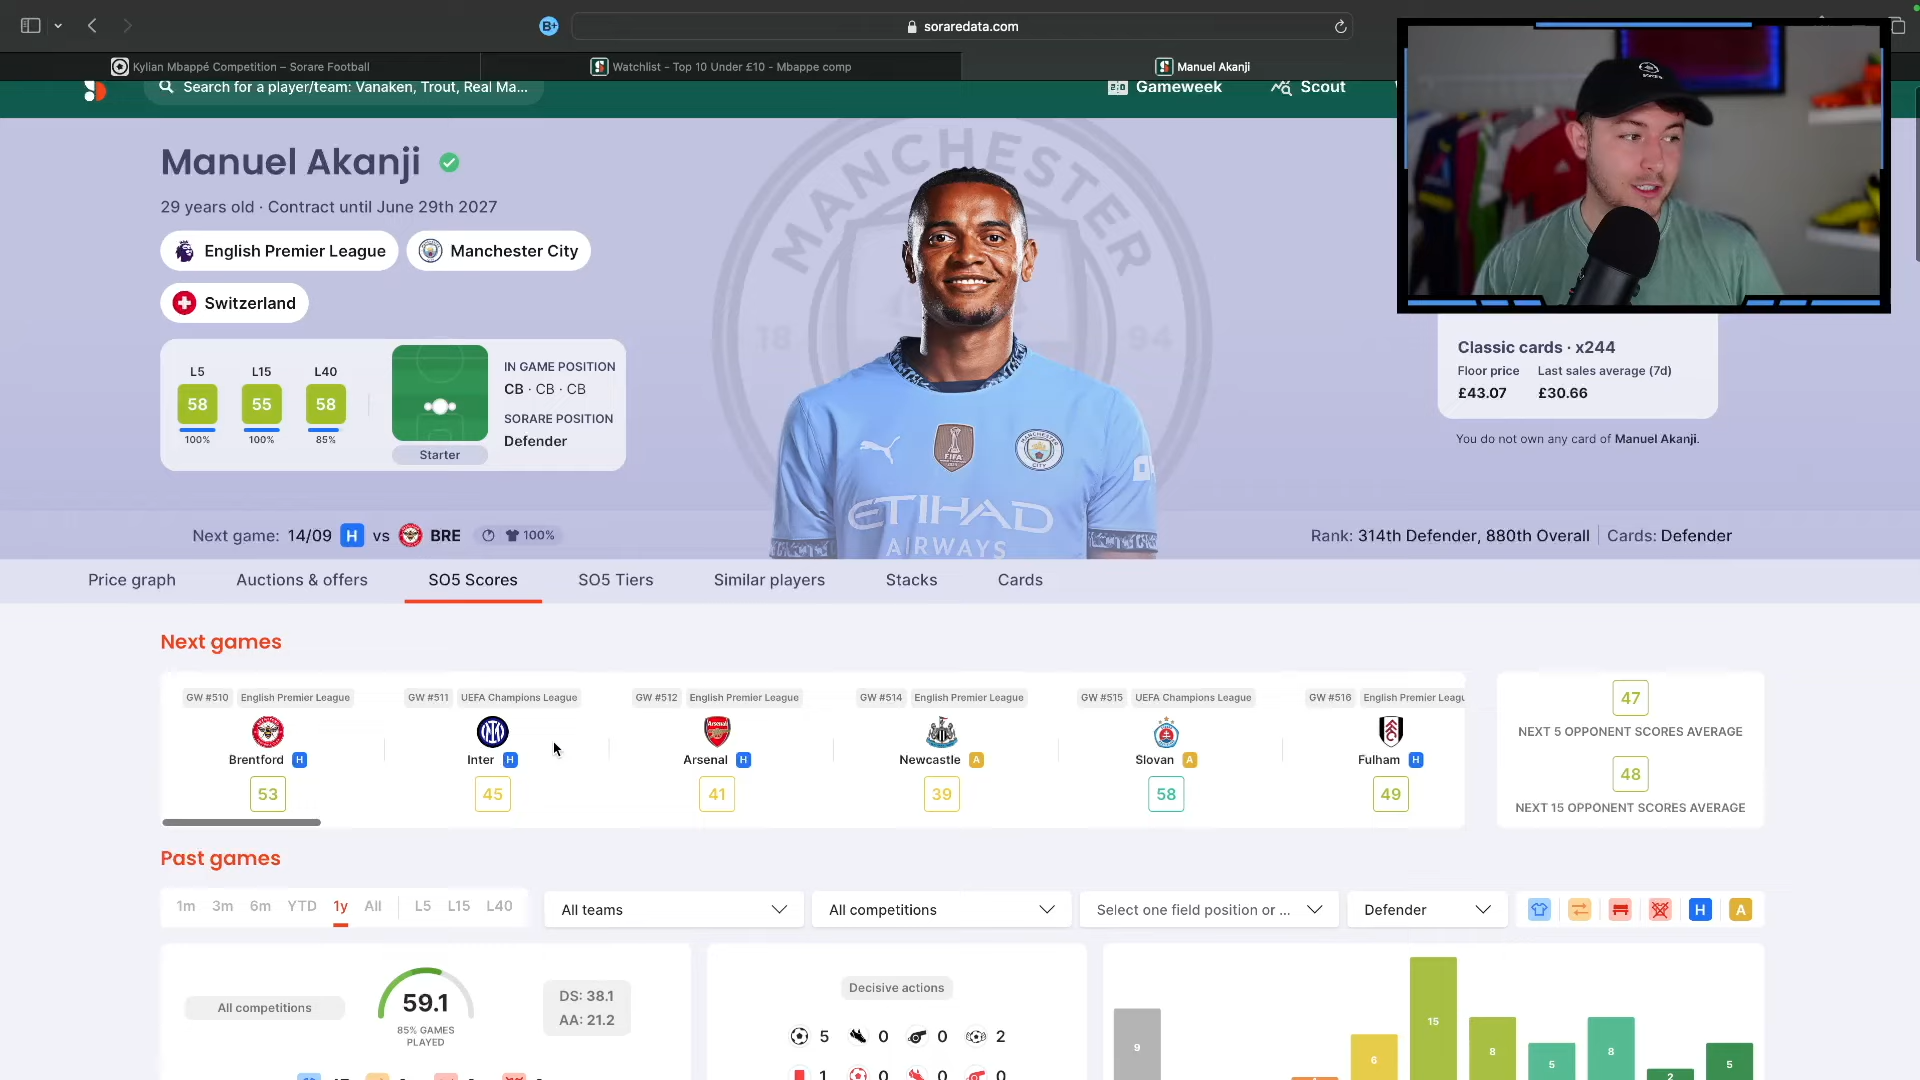 soraredata.com
Kylian Mbappé Competition – Sorare Football
Watchlist - Top 10 Under £10 - Mbappe comp
Manuel Akanji
Search for a player/team: Vanaken, Trout, Real Ma...
Gameweek
Scout
Manuel Akanji
29 years old · Contract until June 29th 2027
English Premier League
Manchester City
Switzerland
L5 L15 L40
58 55 58
100% 100% 85%
IN GAME POSITION
CB · CB · CB
SORARE POSITION
Defender
Starter
MANCHESTER
18 94
ETIHAD
AIRWAYS
Classic cards · x244
Floor price Last sales average (7d)
£43.07 £30.66
You do not own any card of Manuel Akanji.
Next game: 14/09 H vs BRE 100%
Rank: 314th Defender, 880th Overall Cards: Defender
Price graph Auctions & offers SO5 Scores SO5 Tiers Similar players Stacks Cards
Next games
GW #510 English Premier League GW #511 UEFA Champions League GW #512 English Premier League GW #514 English Premier League GW #515 UEFA Champions League GW #516 English Premier Leagu
Brentford H Inter H Arsenal H Newcastle A Slovan A Fulham H
53 45 41 39 58 49
47
NEXT 5 OPPONENT SCORES AVERAGE
48
NEXT 15 OPPONENT SCORES AVERAGE
Past games
1m 3m 6m YTD 1y All L5 L15 L40
All teams
All competitions
Select one field position or ...
Defender
H A
All competitions
59.1
85% GAMES
PLAYED
DS: 38.1
AA: 21.2
Decisive actions
5 0 0 2
1 0 0 0
9 6 15 8 5 8 2 5